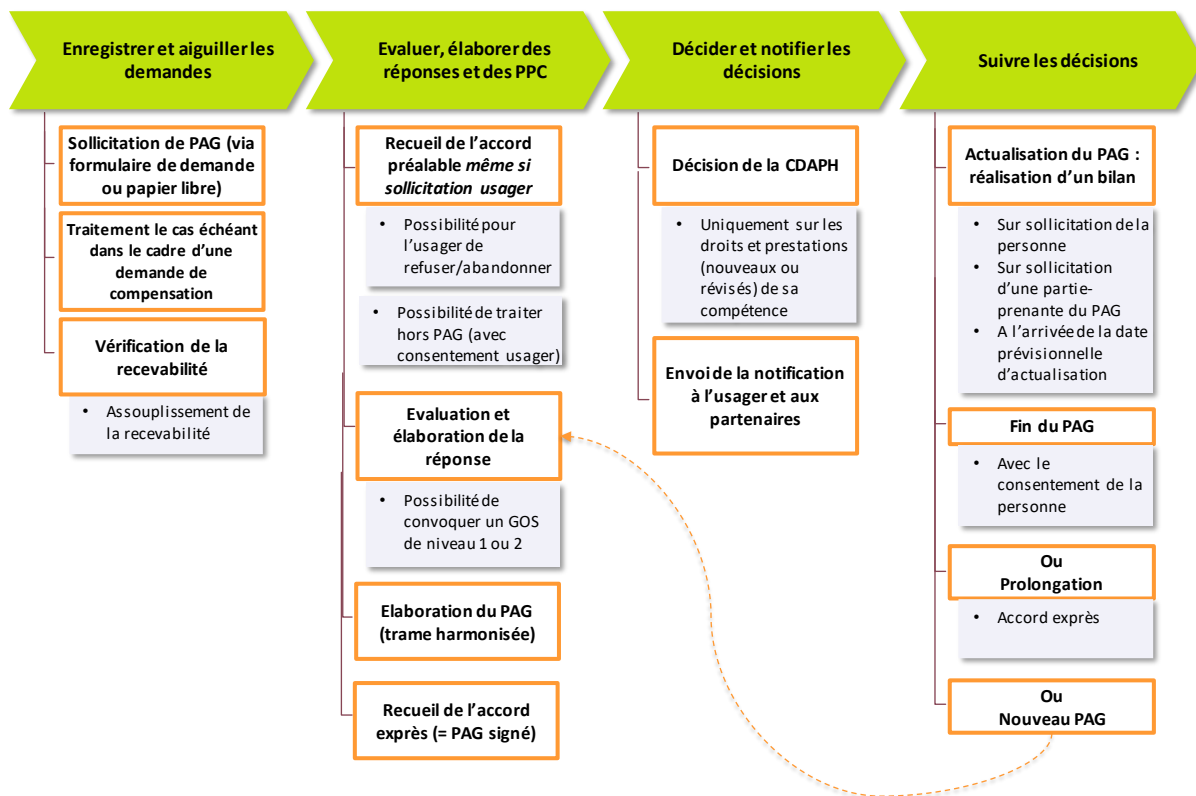 Enregistrer et aiguiller les
demandes
Evaluer, élaborer des
réponses et des PPC
Décider et notifier les
décisions
Suivre les décisions
Sollicitation de PAG (via
formulaire de demande
ou papier libre)
Traitement le cas échéant
dans le cadre d'une
demande de
compensation
Vérification de la
recevabilité
• Assouplissement de
la recevabilité
Recueil de l'accord
préalable même si
sollicitation usager
• Possibilité pour
l'usager de
refuser/abandonner
• Possibilité de traiter
hors PAG (avec
consentement usager)
Evaluation et
élaboration de la
réponse
• Possibilité de
convoquer un GOS
de niveau 1 ou 2
Elaboration du PAG
(trame harmonisée)
Recueil de l'accord
exprès (= PAG signé)
Décision de la CDAPH
• Uniquement sur les
droits et prestations
(nouveaux ou
révisés) de sa
compétence
Envoi de la notification
à l'usager et aux
partenaires
Actualisation du PAG :
réalisation d'un bilan
• Sur sollicitation de la
personne
• Sur sollicitation
d'une partie-
prenante du PAG
• A l'arrivée de la date
prévisionnelle
d'actualisation
Fin du PAG
• Avec le
consentement de la
personne
Ou
Prolongation
• Accord exprès
Ou
Nouveau PAG